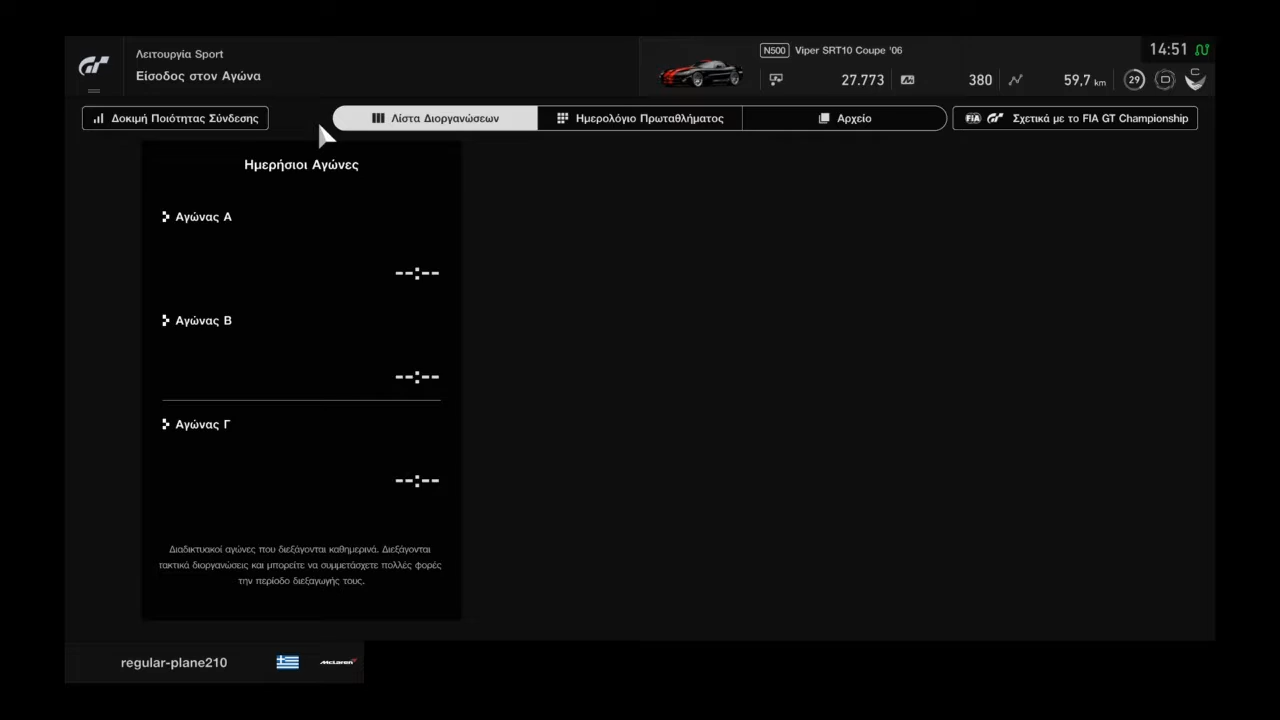 Λειτουργία Sport
Είσοδος στον Αγώνα
N500 Viper SRT10 Coupe '06
27.773
380
59,7 km
14:51
29
D
C
Δοκιμή Ποιότητας Σύνδεσης
Λίστα Διοργανώσεων
Ημερολόγιο Πρωταθλήματος
Αρχείο
FIA GT Σχετικά με το FIA GT Championship
Ημερήσιοι Αγώνες
Αγώνας Α
--:--
Αγώνας Β
--:--
Αγώνας Γ
--:--
Διαδικτυακοί αγώνες που διεξάγονται καθημερινά. Διεξάγονται
τακτικά διοργανώσεις και μπορείτε να συμμετάσχετε πολλές φορές
την περίοδο διεξαγωγής τους.
regular-plane210
McLaren